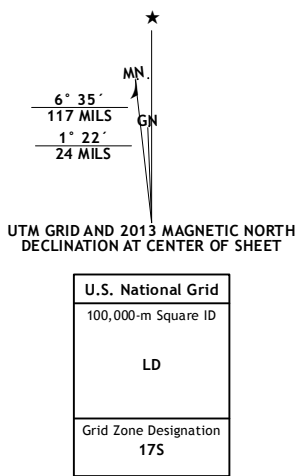 ★
MN
6° 35´
117 MILS
GN
1° 22´
24 MILS
UTM GRID AND 2013 MAGNETIC NORTH
DECLINATION AT CENTER OF SHEET
U.S. National Grid
100,000-m Square ID
LD
Grid Zone Designation
17S